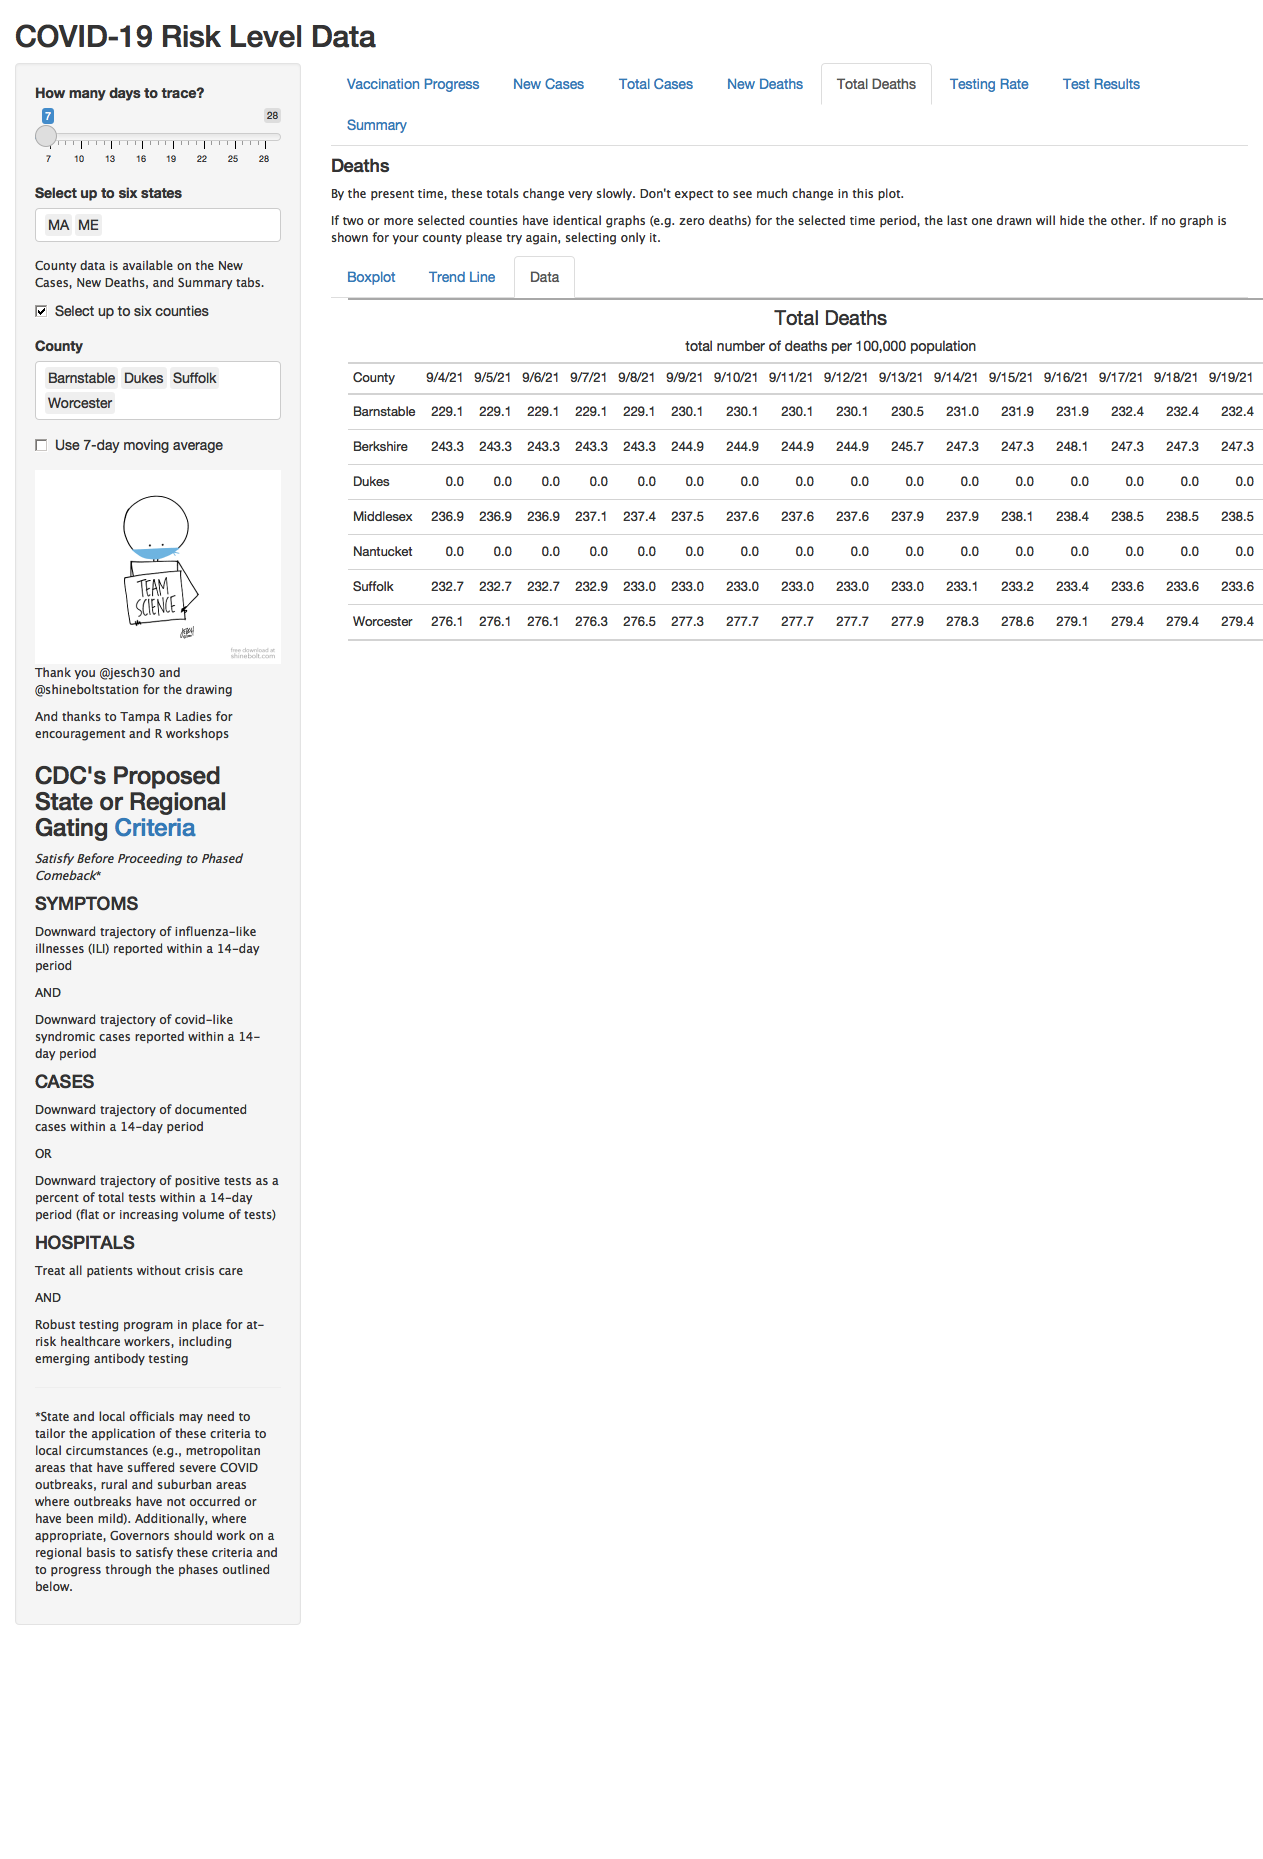 COVID-19 Risk Level Data
How many days to trace?
7 28
7 10 13 16 19 22 25 28
Select up to six states
MA ME
County data is available on the New
Cases, New Deaths, and Summary tabs.
Select up to six counties
County
Barnstable Dukes Suffolk
Worcester
Use 7-day moving average
TEAM
SCIENCE
free download at
shinebolt.com
Thank you @jesch30 and
@shineboltstation for the drawing
And thanks to Tampa R Ladies for
encouragement and R workshops
CDC's Proposed
State or Regional
Gating Criteria
Satisfy Before Proceeding to Phased
Comeback*
SYMPTOMS
Downward trajectory of influenza-like
illnesses (ILI) reported within a 14-day
period
AND
Downward trajectory of covid-like
syndromic cases reported within a 14-
day period
CASES
Downward trajectory of documented
cases within a 14-day period
OR
Downward trajectory of positive tests as a
percent of total tests within a 14-day
period (flat or increasing volume of tests)
HOSPITALS
Treat all patients without crisis care
AND
Robust testing program in place for at-
risk healthcare workers, including
emerging antibody testing
*State and local officials may need to
tailor the application of these criteria to
local circumstances (e.g., metropolitan
areas that have suffered severe COVID
outbreaks, rural and suburban areas
where outbreaks have not occurred or
have been mild). Additionally, where
appropriate, Governors should work on a
regional basis to satisfy these criteria and
to progress through the phases outlined
below.
Vaccination Progress New Cases Total Cases New Deaths Total Deaths Testing Rate Test Results
Summary
Deaths
By the present time, these totals change very slowly. Don't expect to see much change in this plot.
If two or more selected counties have identical graphs (e.g. zero deaths) for the selected time period, the last one drawn will hide the other. If no graph is
shown for your county please try again, selecting only it.
Boxplot Trend Line Data
Total Deaths
total number of deaths per 100,000 population
County 9/4/21 9/5/21 9/6/21 9/7/21 9/8/21 9/9/21 9/10/21 9/11/21 9/12/21 9/13/21 9/14/21 9/15/21 9/16/21 9/17/21 9/18/21 9/19/21
Barnstable 229.1 229.1 229.1 229.1 229.1 230.1 230.1 230.1 230.1 230.5 231.0 231.9 231.9 232.4 232.4 232.4
Berkshire 243.3 243.3 243.3 243.3 243.3 244.9 244.9 244.9 244.9 245.7 247.3 247.3 248.1 247.3 247.3 247.3
Dukes 0.0 0.0 0.0 0.0 0.0 0.0 0.0 0.0 0.0 0.0 0.0 0.0 0.0 0.0 0.0 0.0
Middlesex 236.9 236.9 236.9 237.1 237.4 237.5 237.6 237.6 237.6 237.9 237.9 238.1 238.4 238.5 238.5 238.5
Nantucket 0.0 0.0 0.0 0.0 0.0 0.0 0.0 0.0 0.0 0.0 0.0 0.0 0.0 0.0 0.0 0.0
Suffolk 232.7 232.7 232.7 232.9 233.0 233.0 233.0 233.0 233.0 233.0 233.1 233.2 233.4 233.6 233.6 233.6
Worcester 276.1 276.1 276.1 276.3 276.5 277.3 277.7 277.7 277.7 277.9 278.3 278.6 279.1 279.4 279.4 279.4